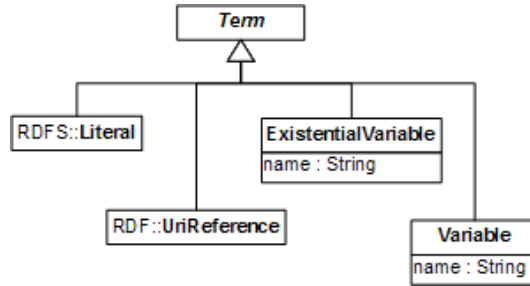 Term
RDFS::Literal
ExistentialVariable
name : String
RDF::UriReference
Variable
name : String